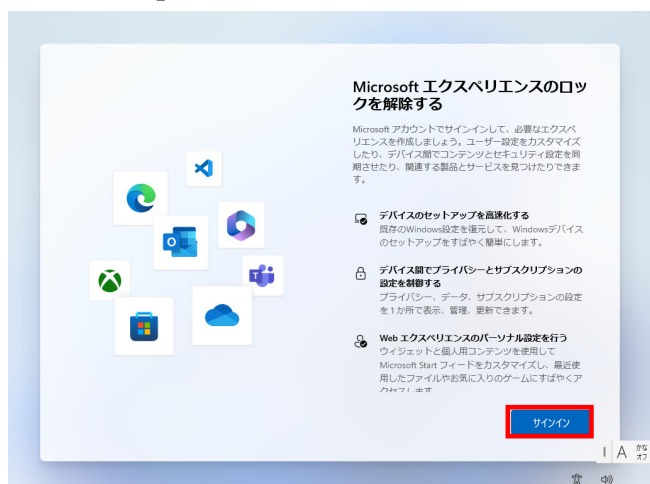 Microsoft エクスペリエンスのロッ
クを解除する
Microsoft アカウントでサインインして、必要なエクスペ
リエンスを作成しましょう。ユーザー設定をカスタマイズ
したり、デバイス間でコンテンツとセキュリティ設定を同
期させたり、関連する製品とサービスを見つけたりできま
す。
デバイスのセットアップを高速化する
既存のWindows設定を復元して、Windowsデバイス
のセットアップをすばやく簡単にします。
デバイス間でプライバシーとサブスクリプションの
設定を制御する
プライバシー、データ、サブスクリプションの設定
を1か所で表示、管理、更新できます。
Web エクスペリエンスのパーソナル設定を行う
ウィジェットと個人用コンテンツを使用して
Microsoft Start フィードをカスタマイズし、最近使
用したファイルやお気に入りのゲームにすばやくア
クセスします
サインイン
A かな
オフ